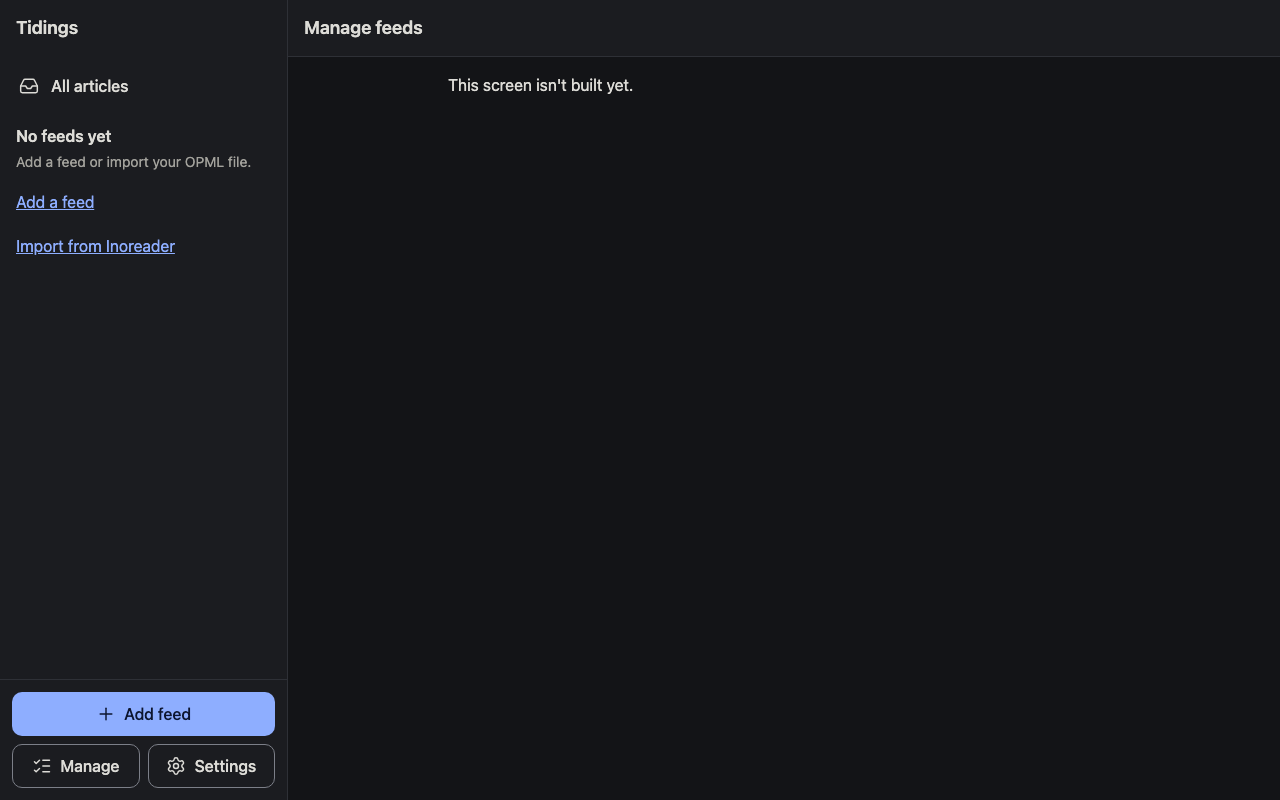 Tidings
All articles
No feeds yet
Add a feed or import your OPML file.
Add a feed
Import from Inoreader
Add feed
Manage
Settings
Manage feeds
This screen isn't built yet.